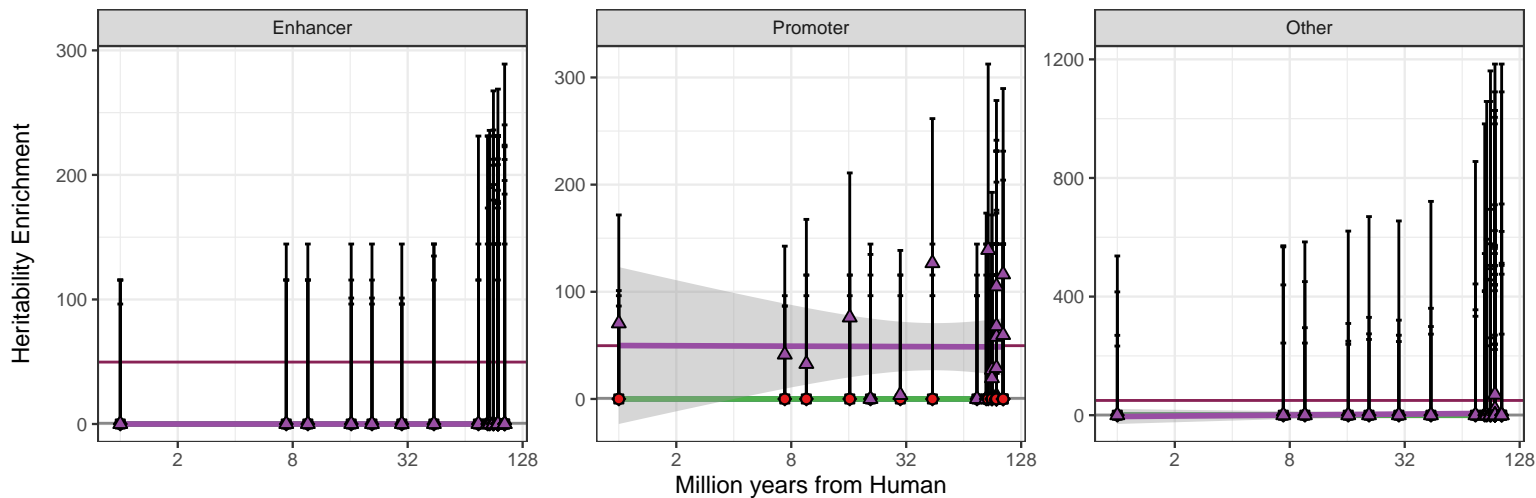 Enhancer
Promoter
Other
Heritability Enrichment
300
200
100
0
300
200
100
0
1200
800
400
0
2 8 32 128
2 8 32 128
2 8 32 128
Million years from Human